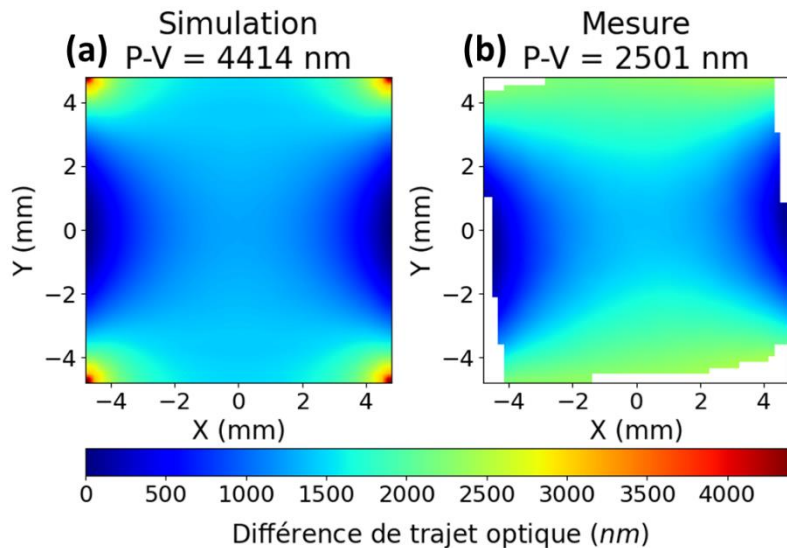 (a) Simulation
P-V = 4414 nm
(b) Mesure
P-V = 2501 nm
4
2
0
−2
−4
Y (mm)
−4 −2 0 2 4
X (mm)
4
2
0
−2
−4
Y (mm)
−4 −2 0 2 4
X (mm)
0 500 1000 1500 2000 2500 3000 3500 4000
Différence de trajet optique (nm)